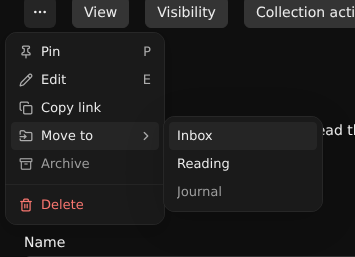 ··· View Visibility Collection acti
Pin P
Edit E
Copy link
Move to
Archive
Delete
Inbox
Reading
Journal
ead th
Name